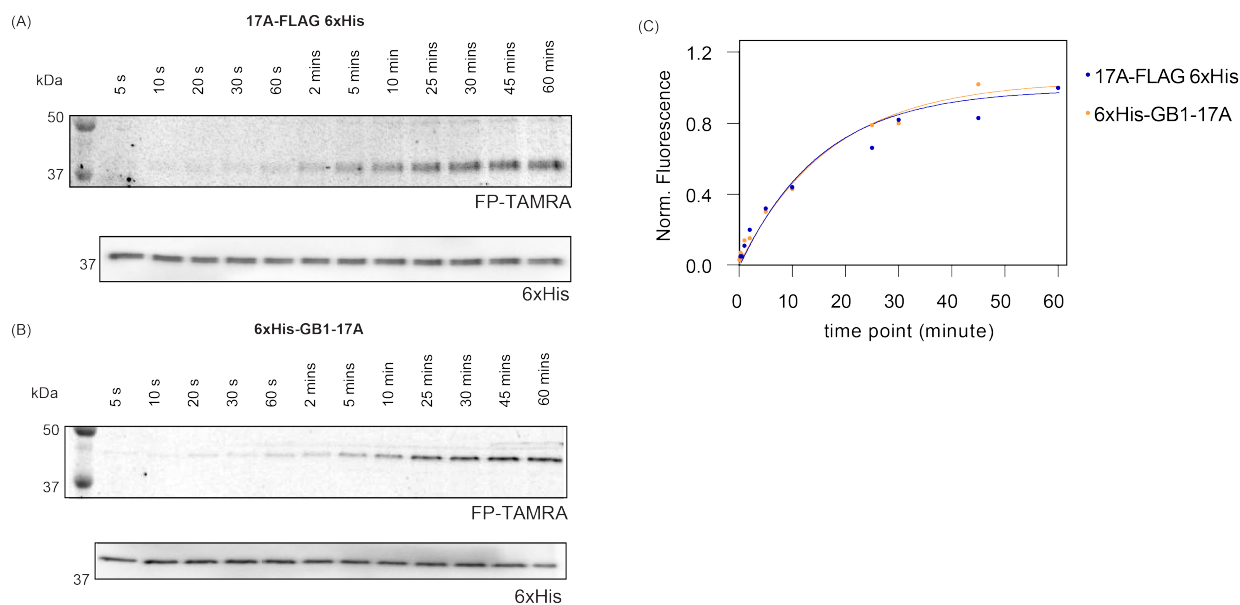 (A)
17A-FLAG 6xHis
kDa
5 s
10 s
20 s
30 s
60 s
2 mins
5 mins
10 min
25 mins
30 mins
45 mins
60 mins
50
37
FP-TAMRA
37
6xHis
(B)
6xHis-GB1-17A
kDa
5 s
10 s
20 s
30 s
60 s
2 mins
5 mins
10 min
25 mins
30 mins
45 mins
60 mins
50
37
FP-TAMRA
37
6xHis
(C)
Norm. Fluorescence
1.2
0.8
0.4
0.0
0 10 20 30 40 50 60
time point (minute)
17A-FLAG 6xHis
6xHis-GB1-17A